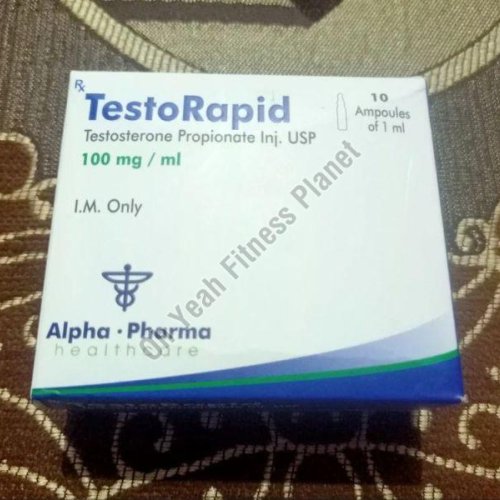 Rx
TestoRapid
Testosterone Propionate Inj. USP
100 mg / ml
10
Ampoules
of 1 ml
I.M. Only
Alpha · Pharma
healthcare
Oh Yeah Fitness Planet